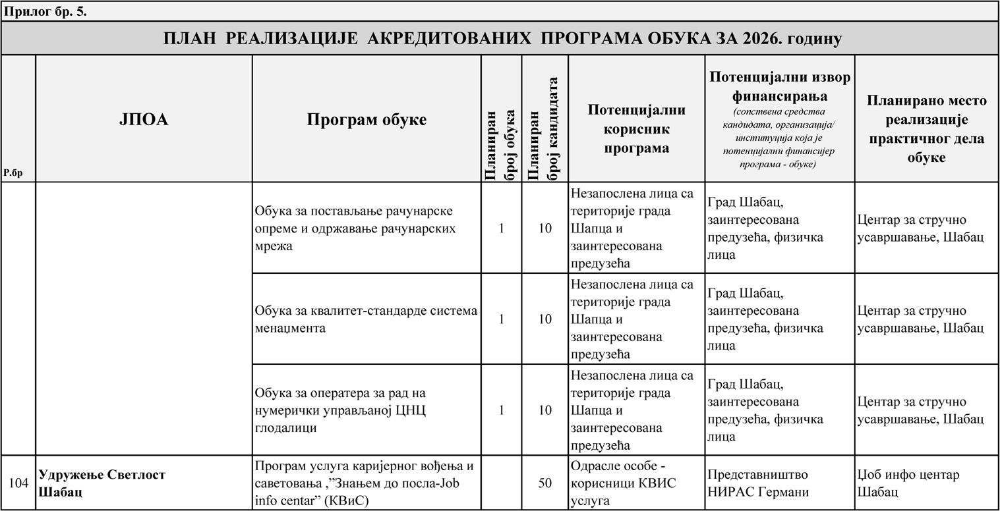 Прилог бр. 5.
ПЛАН РЕАЛИЗАЦИЈЕ АКРЕДИТОВАНИХ ПРОГРАМА ОБУКА ЗА 2026. годину
Р.бр
ЈПОА
Програм обуке
Планиран
број обука
Планиран
број кандидата
Потенцијални
корисник
програма
Потенцијални извор
финансирања
(сопствена средства
кандидата, организација/
институција која је
потенцијални финансијер
програма - обуке)
Планирано место
реализације
практичног дела
обуке
Обука за постављање рачунарске
опреме и одржавање рачунарских
мрежа
1
10
Незапослена лица са
територије града
Шапца и
заинтересована
предузећа
Град Шабац,
заинтересована
предузећа, физичка
лица
Центар за стручно
усавршавање, Шабац
Обука за квалитет-стандарде система
менаџмента
1
10
Незапослена лица са
територије града
Шапца и
заинтересована
предузећа
Град Шабац,
заинтересована
предузећа, физичка
лица
Центар за стручно
усавршавање, Шабац
Обука за оператера за рад на
нумерички управљаној ЦНЦ
глодалици
1
10
Незапослена лица са
територије града
Шапца и
заинтересована
предузећа
Град Шабац,
заинтересована
предузећа, физичка
лица
Центар за стручно
усавршавање, Шабац
104
Удружење Светлост
Шабац
Програм услуга каријерног вођења и
саветовања ,”Знањем до посла-Job
info centar” (КВиС)
50
Одрасле особе -
корисници КВИС
услуга
Представништво
НИРАС Германи
Џоб инфо центар
Шабац